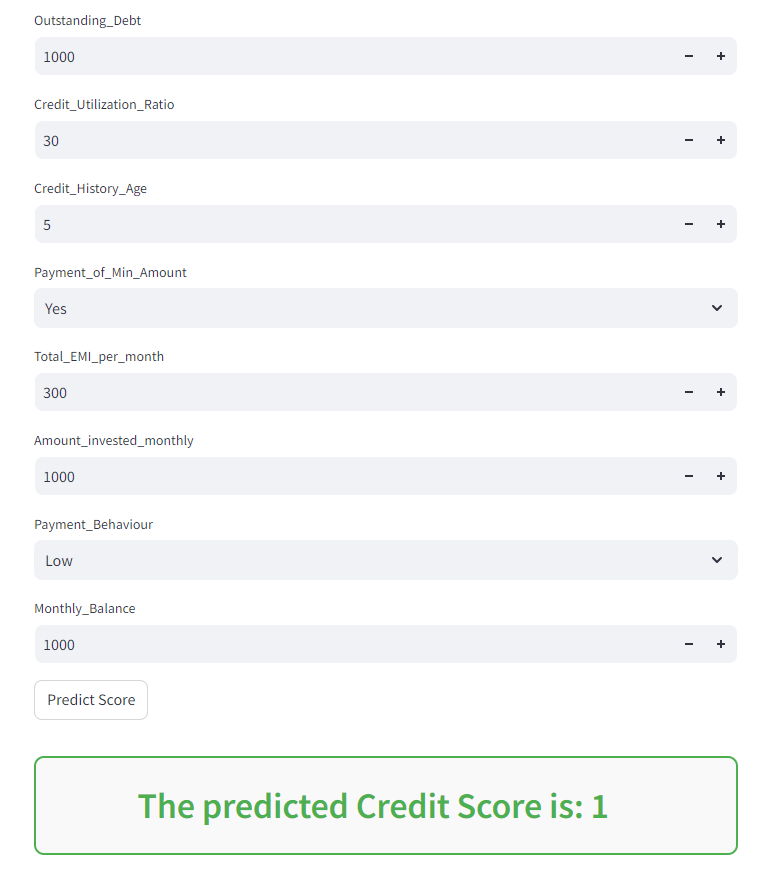 Outstanding_Debt
1000
Credit_Utilization_Ratio
30
Credit_History_Age
5
Payment_of_Min_Amount
Yes
Total_EMI_per_month
300
Amount_invested_monthly
1000
Payment_Behaviour
Low
Monthly_Balance
1000
Predict Score
The predicted Credit Score is: 1